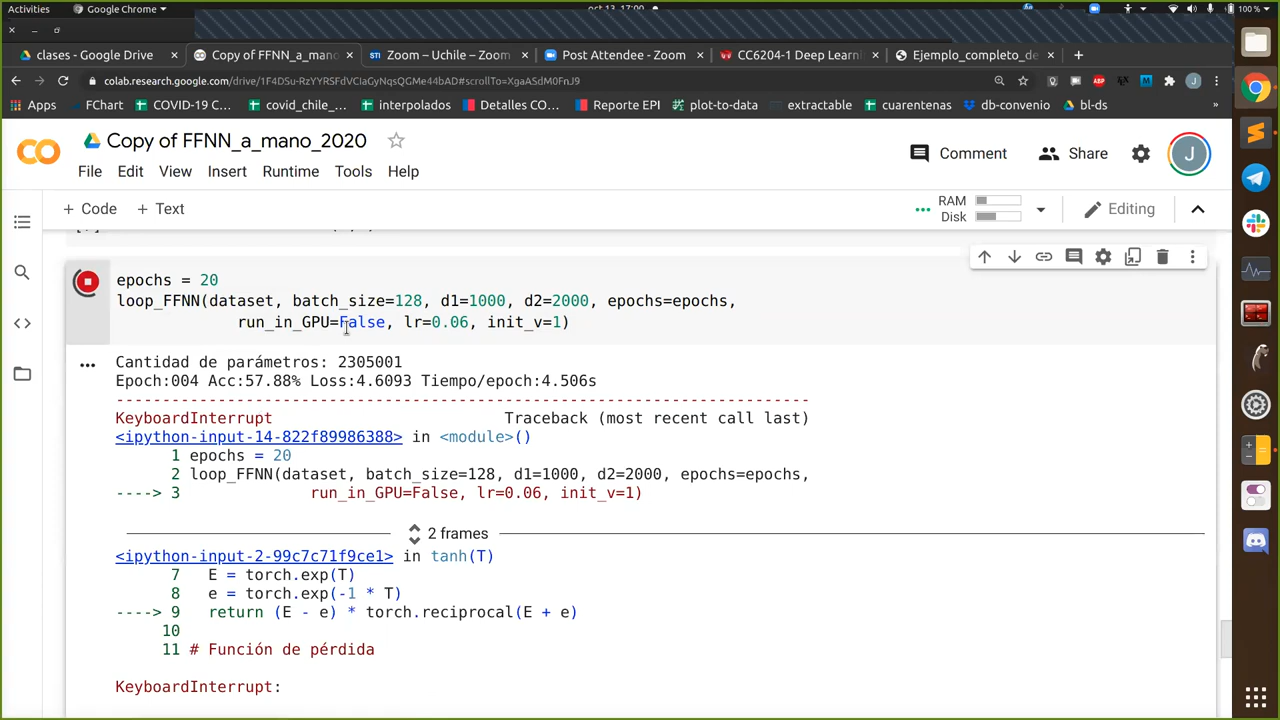 Activities
Google Chrome
oct 13, 17:00
100 %
clases - Google Drive
Copy of FFNN_a_mano_
Zoom – Uchile – Zoom
Post Attendee - Zoom
CC6204-1 Deep Learni
Ejemplo_completo_de
colab.research.google.com/drive/1F4DSu-RzYYRSFdVCIaGyNqsQGMe44bAD#scrollTo=XgaASdM0FnJ9
Apps
FChart
COVID-19 C...
covid_chile_...
interpolados
Detalles CO...
Reporte EPI
plot-to-data
extractable
cuarentenas
db-convenio
bl-ds
»
Copy of FFNN_a_mano_2020
Comment
Share
J
File Edit View Insert Runtime Tools Help
+ Code + Text
RAM
Disk
Editing
epochs = 20
loop_FFNN(dataset, batch_size=128, d1=1000, d2=2000, epochs=epochs,
run_in_GPU=False, lr=0.06, init_v=1)
Cantidad de parámetros: 2305001
Epoch:004 Acc:57.88% Loss:4.6093 Tiempo/epoch:4.506s
---------------------------------------------------------------------------
KeyboardInterrupt Traceback (most recent call last)
<ipython-input-14-822f89986388> in <module>()
1 epochs = 20
2 loop_FFNN(dataset, batch_size=128, d1=1000, d2=2000, epochs=epochs,
----> 3 run_in_GPU=False, lr=0.06, init_v=1)
2 frames
<ipython-input-2-99c7c71f9ce1> in tanh(T)
7 E = torch.exp(T)
8 e = torch.exp(-1 * T)
----> 9 return (E - e) * torch.reciprocal(E + e)
10
11 # Función de pérdida
KeyboardInterrupt: